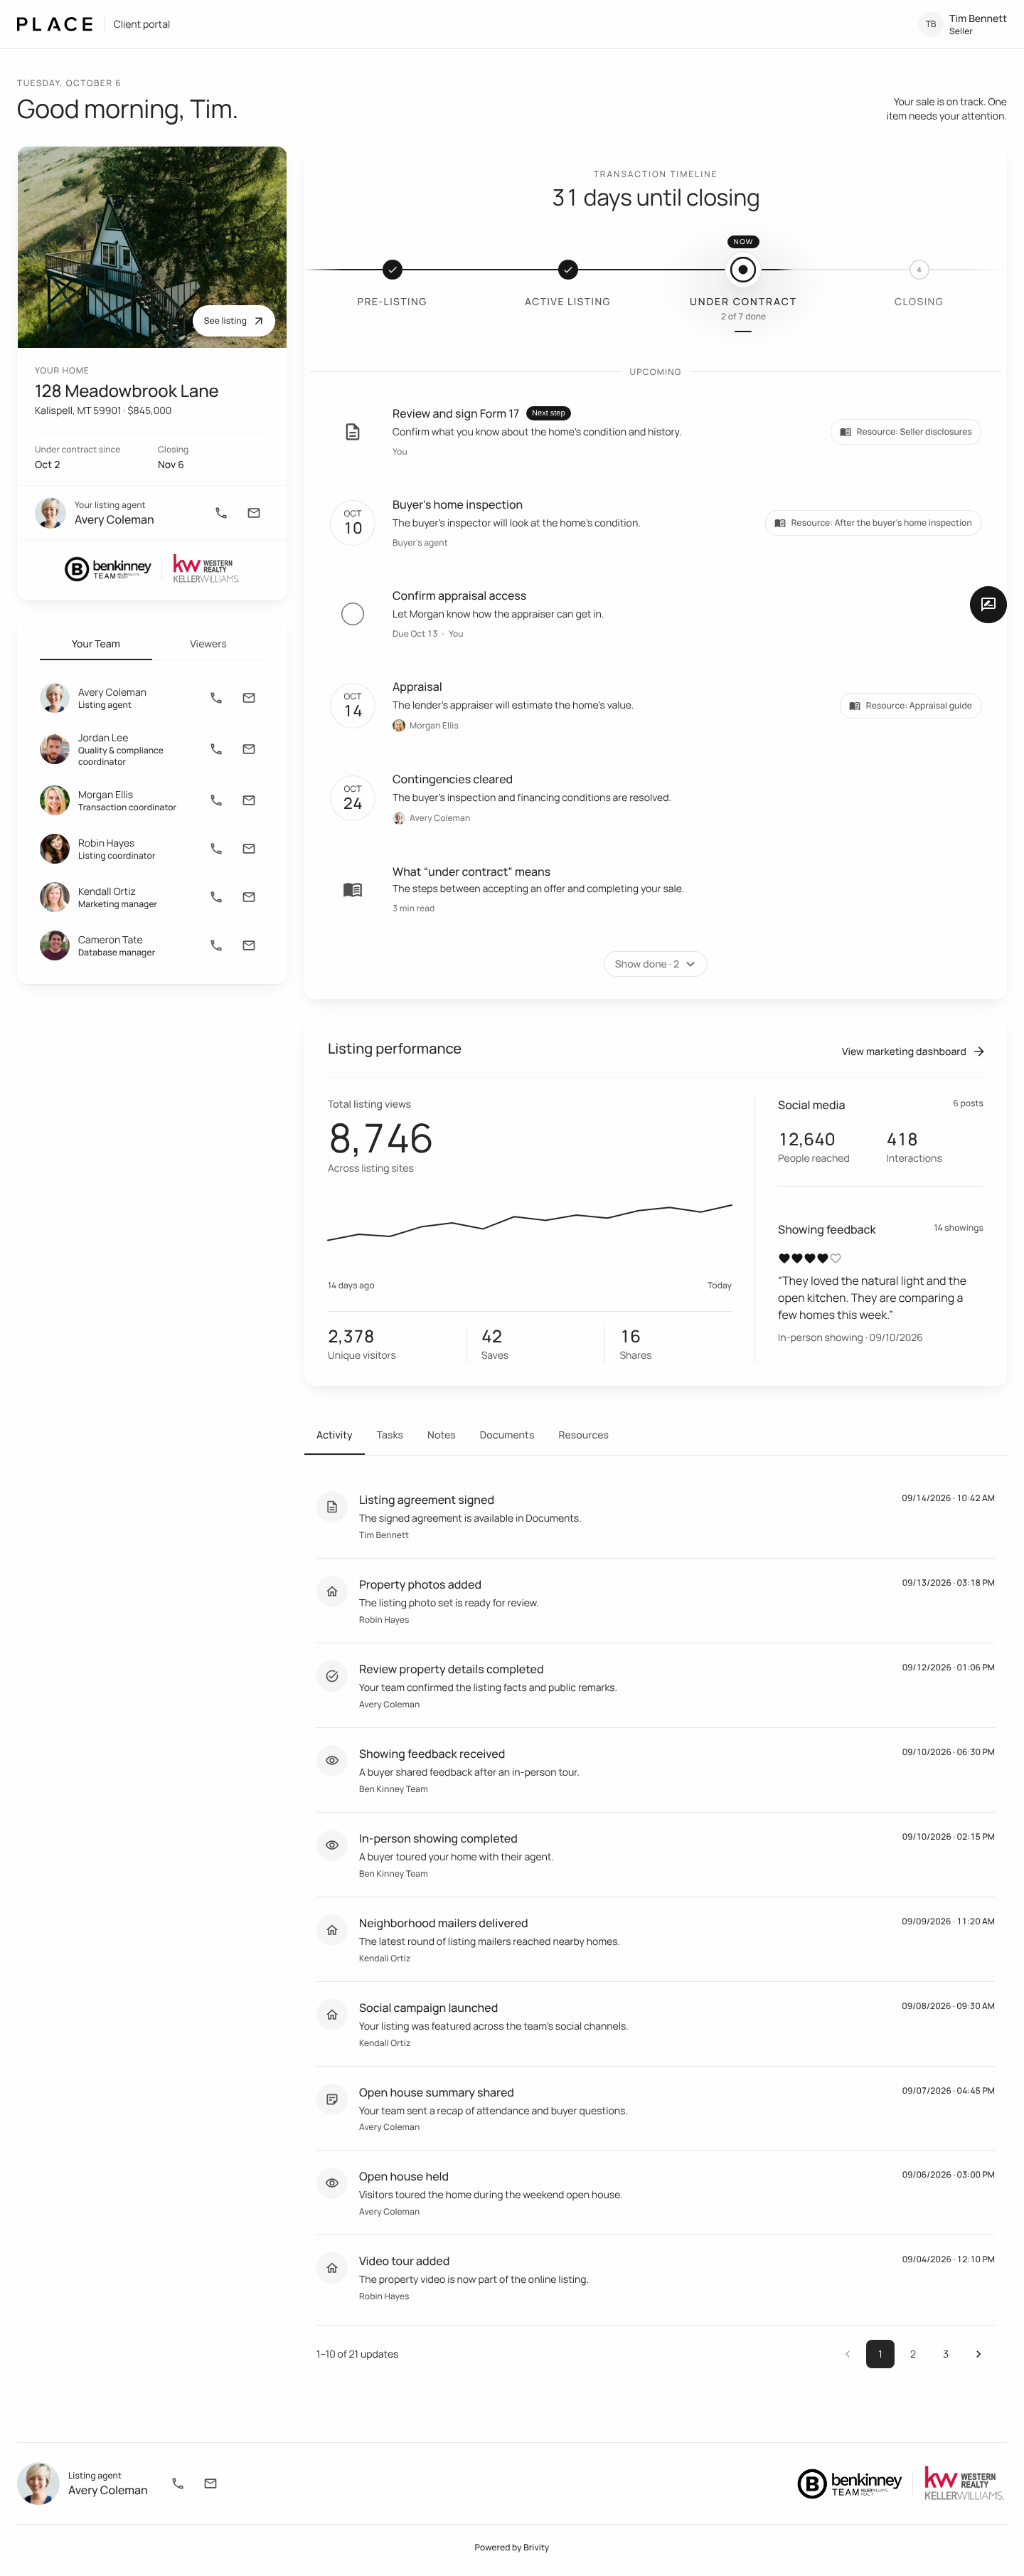 PLACE
Client portal
TB
Tim Bennett
Seller
TUESDAY, OCTOBER 6
Good morning, Tim.
Your sale is on track. One
item needs your attention.
See listing
YOUR HOME
128 Meadowbrook Lane
Kalispell, MT 59901 · $845,000
Under contract since
Oct 2
Closing
Nov 6
Your listing agent
Avery Coleman
B benkinney
TEAM
kw WESTERN
REALTY
KELLERWILLIAMS.
Your Team
Viewers
Avery Coleman
Listing agent
Jordan Lee
Quality & compliance
coordinator
Morgan Ellis
Transaction coordinator
Robin Hayes
Listing coordinator
Kendall Ortiz
Marketing manager
Cameron Tate
Database manager
TRANSACTION TIMELINE
31 days until closing
NOW
4
PRE-LISTING
ACTIVE LISTING
UNDER CONTRACT
2 of 7 done
CLOSING
UPCOMING
Review and sign Form 17
Next step
Confirm what you know about the home's condition and history.
You
Resource: Seller disclosures
OCT
10
Buyer's home inspection
The buyer's inspector will look at the home's condition.
Buyer's agent
Resource: After the buyer's home inspection
Confirm appraisal access
Let Morgan know how the appraiser can get in.
Due Oct 13 · You
OCT
14
Appraisal
The lender's appraiser will estimate the home's value.
Morgan Ellis
Resource: Appraisal guide
OCT
24
Contingencies cleared
The buyer's inspection and financing conditions are resolved.
Avery Coleman
What “under contract” means
The steps between accepting an offer and completing your sale.
3 min read
Show done · 2
Listing performance
View marketing dashboard
Total listing views
8,746
Across listing sites
14 days ago
Today
2,378
Unique visitors
42
Saves
16
Shares
Social media
6 posts
12,640
People reached
418
Interactions
Showing feedback
14 showings
“They loved the natural light and the
open kitchen. They are comparing a
few homes this week.”
In-person showing · 09/10/2026
Activity
Tasks
Notes
Documents
Resources
Listing agreement signed
09/14/2026 · 10:42 AM
The signed agreement is available in Documents.
Tim Bennett
Property photos added
09/13/2026 · 03:18 PM
The listing photo set is ready for review.
Robin Hayes
Review property details completed
09/12/2026 · 01:06 PM
Your team confirmed the listing facts and public remarks.
Avery Coleman
Showing feedback received
09/10/2026 · 06:30 PM
A buyer shared feedback after an in-person tour.
Ben Kinney Team
In-person showing completed
09/10/2026 · 02:15 PM
A buyer toured your home with their agent.
Ben Kinney Team
Neighborhood mailers delivered
09/09/2026 · 11:20 AM
The latest round of listing mailers reached nearby homes.
Kendall Ortiz
Social campaign launched
09/08/2026 · 09:30 AM
Your listing was featured across the team's social channels.
Kendall Ortiz
Open house summary shared
09/07/2026 · 04:45 PM
Your team sent a recap of attendance and buyer questions.
Avery Coleman
Open house held
09/06/2026 · 03:00 PM
Visitors toured the home during the weekend open house.
Avery Coleman
Video tour added
09/04/2026 · 12:10 PM
The property video is now part of the online listing.
Robin Hayes
1–10 of 21 updates
1
2
3
Listing agent
Avery Coleman
B benkinney
TEAM
kw WESTERN
REALTY
KELLERWILLIAMS.
Powered by Brivity